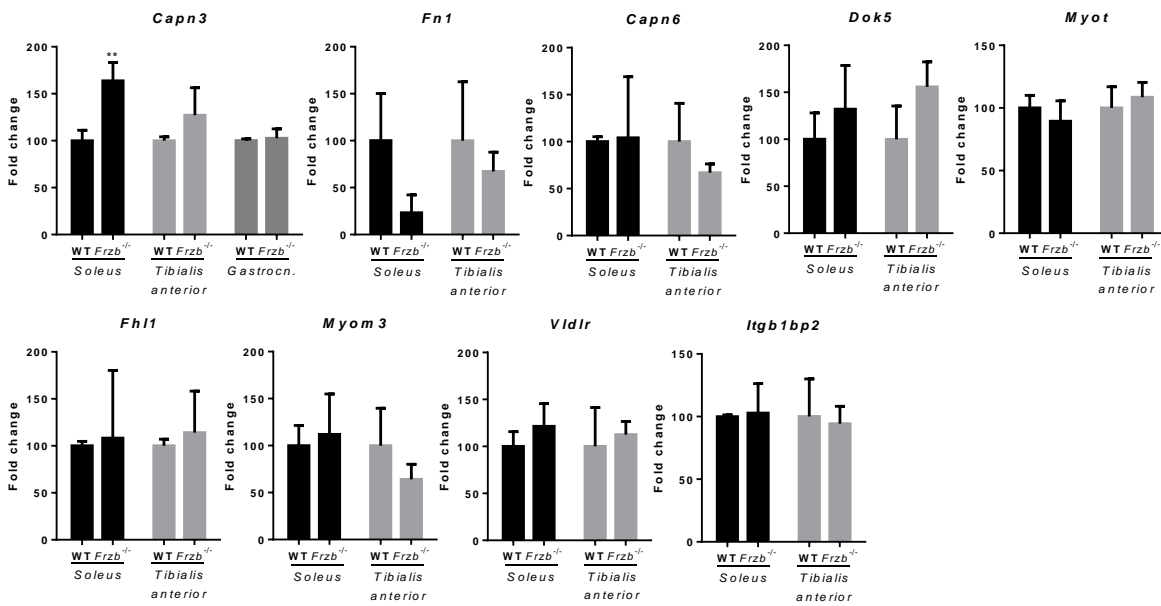 Capn3
**
Fold change
200
150
100
50
0
WT Frzb-/- WT Frzb-/- WT Frzb-/-
Soleus Tibialis Gastrocn.
anterior
Fn1
Fold change
200
150
100
50
0
WT Frzb-/- WT Frzb-/-
Soleus Tibialis
anterior
Capn6
Fold change
200
150
100
50
0
WT Frzb-/- WT Frzb-/-
Soleus Tibialis
anterior
Dok5
Fold change
200
150
100
50
0
WT Frzb-/- WT Frzb-/-
Soleus Tibialis
anterior
Myot
Fold change
150
100
50
0
WT Frzb-/- WT Frzb-/-
Soleus Tibialis
anterior
Fhl1
Fold change
200
150
100
50
0
WT Frzb-/- WT Frzb-/-
Soleus Tibialis
anterior
Myom3
Fold change
200
150
100
50
0
WT Frzb-/- WT Frzb-/-
Soleus Tibialis
anterior
Vldlr
Fold change
200
150
100
50
0
WT Frzb-/- WT Frzb-/-
Soleus Tibialis
anterior
Itgb1bp2
Fold change
150
100
50
0
WT Frzb-/- WT Frzb-/-
Soleus Tibialis
anterior